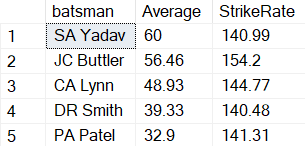 batsman Average StrikeRate
1 SA Yadav 60 140.99
2 JC Buttler 56.46 154.2
3 CA Lynn 48.93 144.77
4 DR Smith 39.33 140.48
5 PA Patel 32.9 141.31